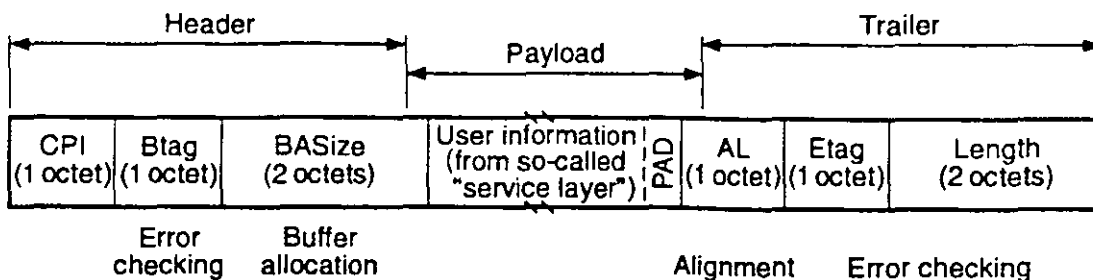 Header
Payload
Trailer
CPI
(1 octet)
Btag
(1 octet)
BASize
(2 octets)
User information
(from so-called
"service layer")
PAD
AL
(1 octet)
Etag
(1 octet)
Length
(2 octets)
Error
checking
Buffer
allocation
Alignment
Error checking